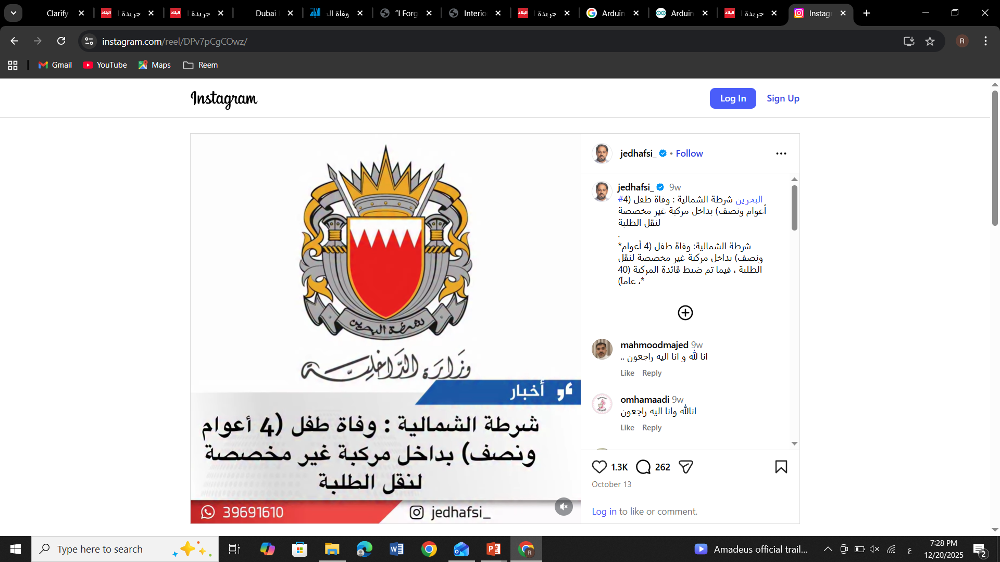 Clarify
جريدة ا
جريدة ا
Dubai
وفاة الط
"I Forg
Interio
جريدة ا
Arduin
Arduin
جريدة ا
Instagr
instagram.com/reel/DPv7pCgCOwz/
R
Gmail
YouTube
Maps
Reem
Instagram
Log In
Sign Up
شرطة البحرين
وزارة الداخلية
أخبار
شرطة الشمالية : وفاة طفل (4 أعوام
ونصف) بداخل مركبة غير مخصصة
لنقل الطلبة
39691610
jedhafsi_
jedhafsi_ • Follow
jedhafsi_ 9w
#البحرين شرطة الشمالية : وفاة طفل (4
أعوام ونصف) بداخل مركبة غير مخصصة
لنقل الطلبة
.
*شرطة الشمالية: وفاة طفل (4 أعوام
ونصف) بداخل مركبة غير مخصصة لنقل
الطلبة ، فيما تم ضبط قائدة المركبة (40
عاماً) ،*
mahmoodmajed 9w
انا لله و انا اليه راجعون ..
Like Reply
omhamaadi 9w
انالله وانا اليه راجعون
Like Reply
1.3K 262
October 13
Log in to like or comment.
Type here to search
Amadeus official trail...
ع
7:28 PM
12/20/2025
2